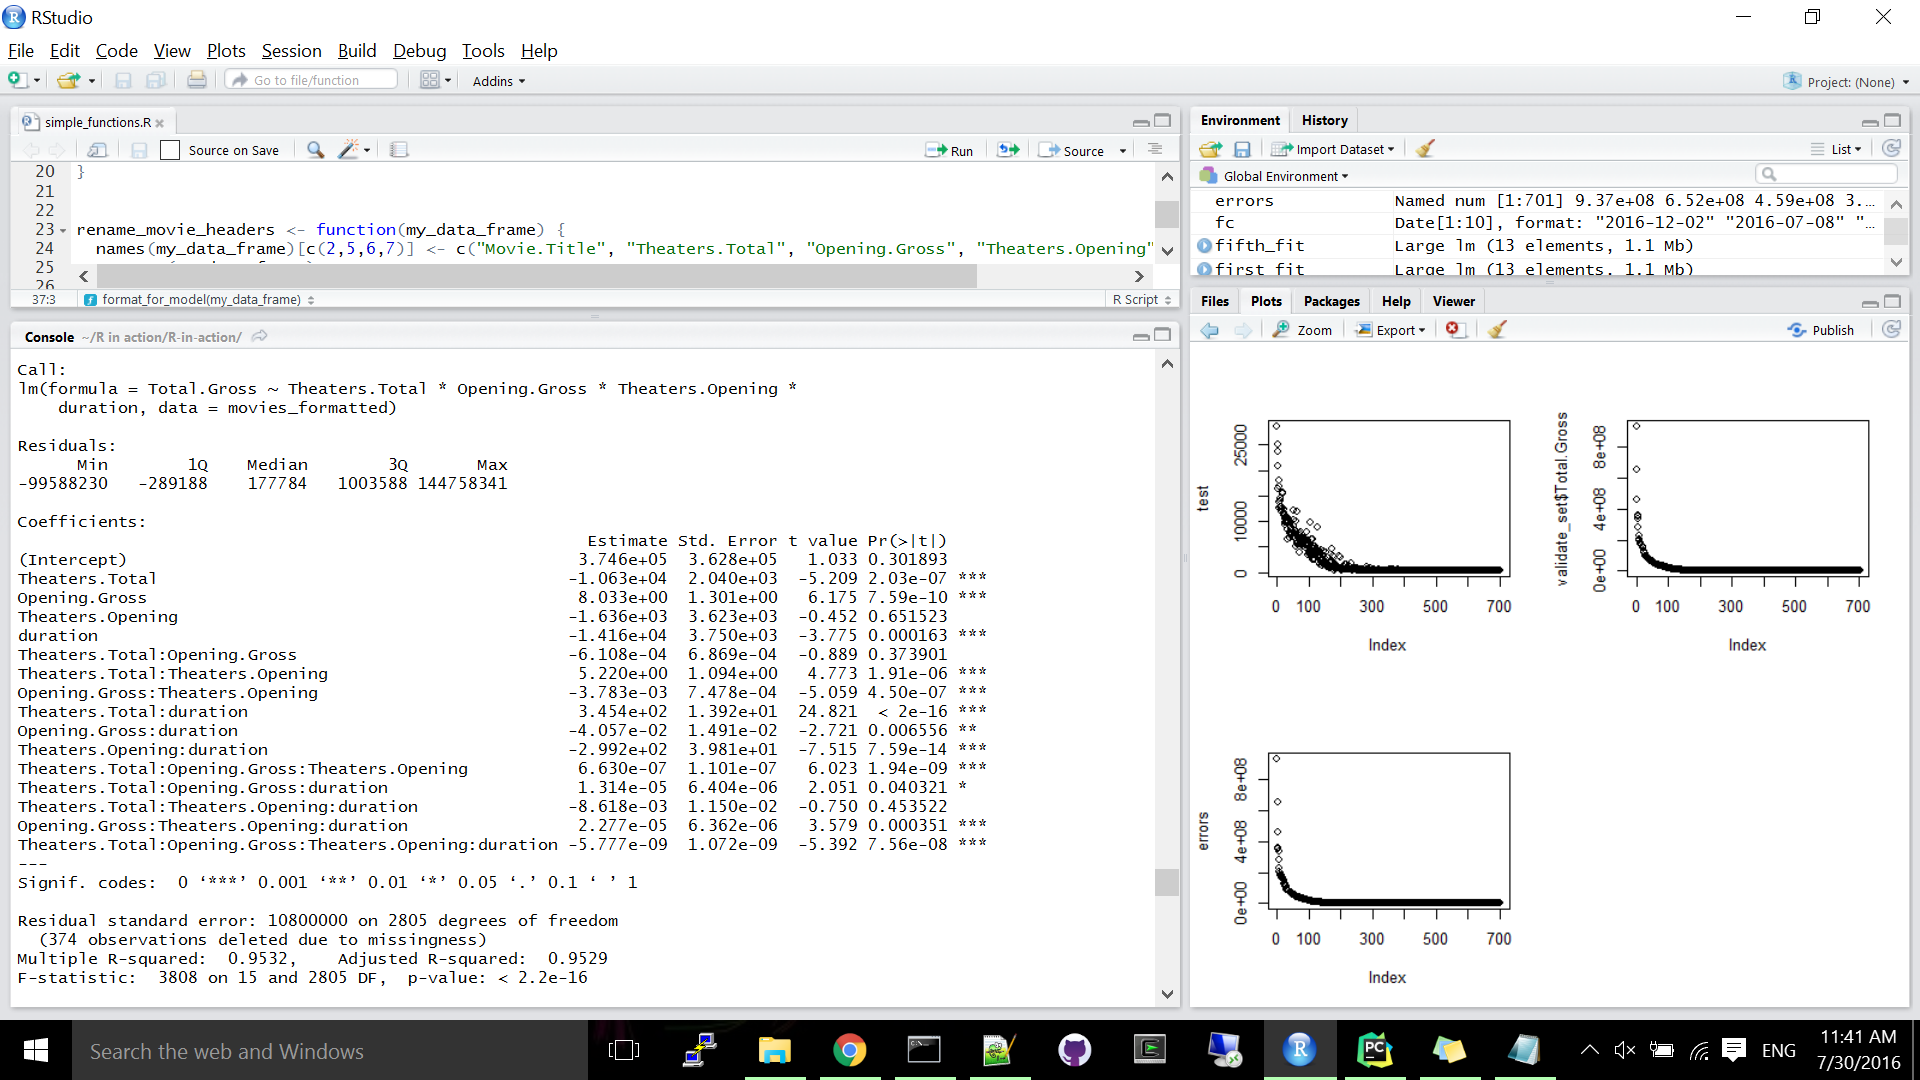 RStudio
File Edit Code View Plots Session Build Debug Tools Help
Go to file/function Addins Project: (None)
simple_functions.R
Source on Save Run Source
20 }
21
22
23 rename_movie_headers <- function(my_data_frame) {
24   names(my_data_frame)[c(2,5,6,7)] <- c("Movie.Title", "Theaters.Total", "Opening.Gross", "Theaters.Opening"
25
26
37:3 format_for_model(my_data_frame) R Script
Console ~/R in action/R-in-action/
Call:
lm(formula = Total.Gross ~ Theaters.Total * Opening.Gross * Theaters.Opening *
    duration, data = movies_formatted)
Residuals:
      Min        1Q    Median        3Q       Max
-99588230   -289188    177784   1003588 144758341
Coefficients:
                                                         Estimate Std. Error t value Pr(>|t|)
(Intercept)                                             3.746e+05  3.628e+05   1.033 0.301893
Theaters.Total                                         -1.063e+04  2.040e+03  -5.209 2.03e-07 ***
Opening.Gross                                           8.033e+00  1.301e+00   6.175 7.59e-10 ***
Theaters.Opening                                       -1.636e+03  3.623e+03  -0.452 0.651523
duration                                               -1.416e+04  3.750e+03  -3.775 0.000163 ***
Theaters.Total:Opening.Gross                           -6.108e-04  6.869e-04  -0.889 0.373901
Theaters.Total:Theaters.Opening                         5.220e+00  1.094e+00   4.773 1.91e-06 ***
Opening.Gross:Theaters.Opening                         -3.783e-03  7.478e-04  -5.059 4.50e-07 ***
Theaters.Total:duration                                 3.454e+02  1.392e+01  24.821  < 2e-16 ***
Opening.Gross:duration                                 -4.057e-02  1.491e-02  -2.721 0.006556 **
Theaters.Opening:duration                              -2.992e+02  3.981e+01  -7.515 7.59e-14 ***
Theaters.Total:Opening.Gross:Theaters.Opening           6.630e-07  1.101e-07   6.023 1.94e-09 ***
Theaters.Total:Opening.Gross:duration                   1.314e-05  6.404e-06   2.051 0.040321 *
Theaters.Total:Theaters.Opening:duration               -8.618e-03  1.150e-02  -0.750 0.453522
Opening.Gross:Theaters.Opening:duration                 2.277e-05  6.362e-06   3.579 0.000351 ***
Theaters.Total:Opening.Gross:Theaters.Opening:duration -5.777e-09  1.072e-09  -5.392 7.56e-08 ***
---
Signif. codes:  0 ‘***’ 0.001 ‘**’ 0.01 ‘*’ 0.05 ‘.’ 0.1 ‘ ’ 1
Residual standard error: 10800000 on 2805 degrees of freedom
  (374 observations deleted due to missingness)
Multiple R-squared:  0.9532,    Adjusted R-squared:  0.9529
F-statistic:  3808 on 15 and 2805 DF,  p-value: < 2.2e-16
Environment History
Import Dataset List
Global Environment
errors Named num [1:701] 9.37e+08 6.52e+08 4.59e+08 3....
fc Date[1:10], format: "2016-12-02" "2016-07-08" "...
fifth_fit Large lm (13 elements, 1.1 Mb)
first_fit Large lm (13 elements, 1.1 Mb)
Files Plots Packages Help Viewer
Zoom Export Publish
test
0 10000 25000
0 100 300 500 700
Index
validate_set$Total.Gross
0e+00 4e+08 8e+08
0 100 300 500 700
Index
errors
0e+00 4e+08 8e+08
0 100 300 500 700
Index
Search the web and Windows
C:\_
PC
R
ENG
11:41 AM
7/30/2016